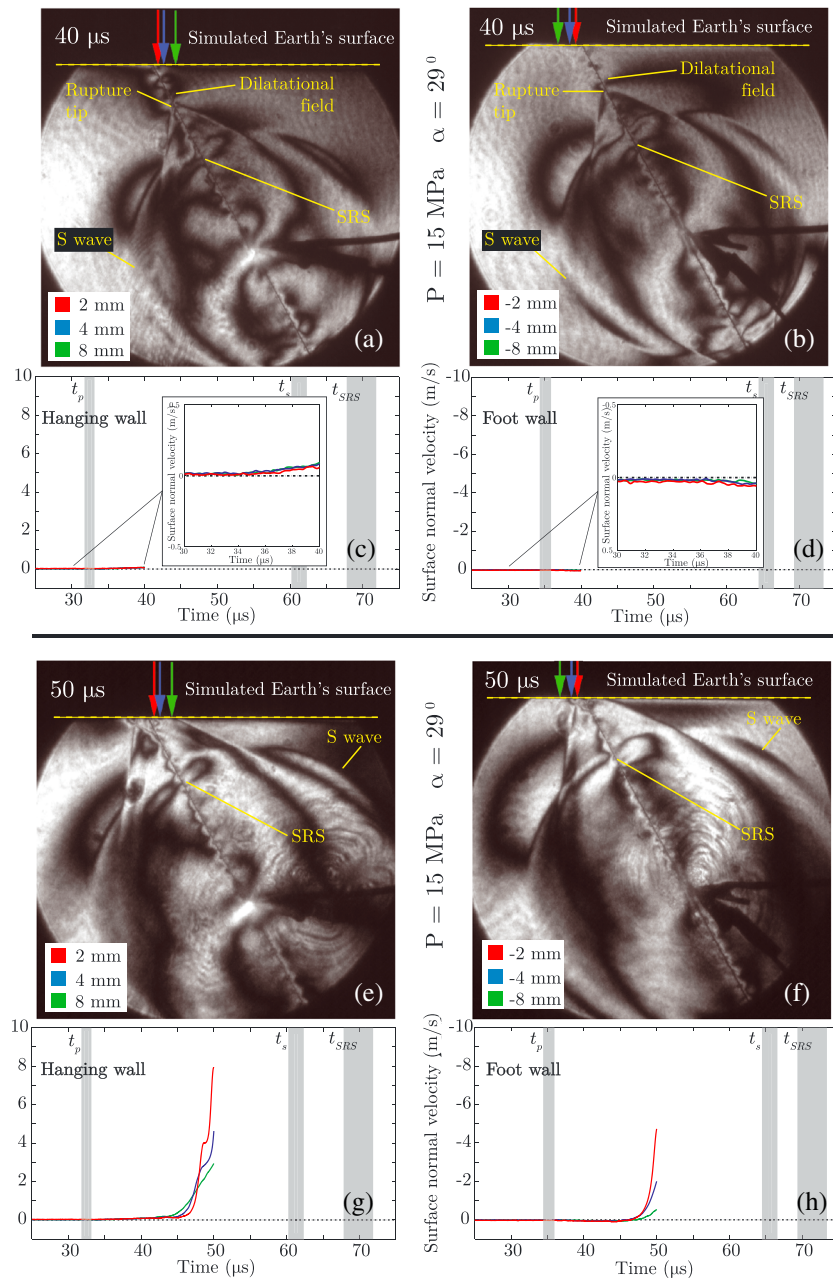 40 μs
Simulated Earth's surface
Rupture tip
Dilatational field
SRS
S wave
2 mm
4 mm
8 mm
(a)
P = 15 MPa α = 29⁰
40 μs
Simulated Earth's surface
Rupture tip
Dilatational field
SRS
S wave
-2 mm
-4 mm
-8 mm
(b)
10
8
6
4
2
0
t_p
t_s
t_SRS
Hanging wall
Surface normal velocity (m/s)
-0.5
0
0.5
30 32 34 36 38 40
Time (μs)
(c)
30 40 50 60 70
Time (μs)
Surface normal velocity (m/s)
-10
-8
-6
-4
-2
0
t_p
t_s
t_SRS
Foot wall
Surface normal velocity (m/s)
-0.5
0
0.5
30 32 34 36 38 40
Time (μs)
(d)
30 40 50 60 70
Time (μs)
50 μs
Simulated Earth's surface
S wave
SRS
2 mm
4 mm
8 mm
(e)
P = 15 MPa α = 29⁰
50 μs
Simulated Earth's surface
S wave
SRS
-2 mm
-4 mm
-8 mm
(f)
10
8
6
4
2
0
t_p
t_s
t_SRS
Hanging wall
(g)
30 40 50 60 70
Time (μs)
Surface normal velocity (m/s)
-10
-8
-6
-4
-2
0
t_p
t_s
t_SRS
Foot wall
(h)
30 40 50 60 70
Time (μs)